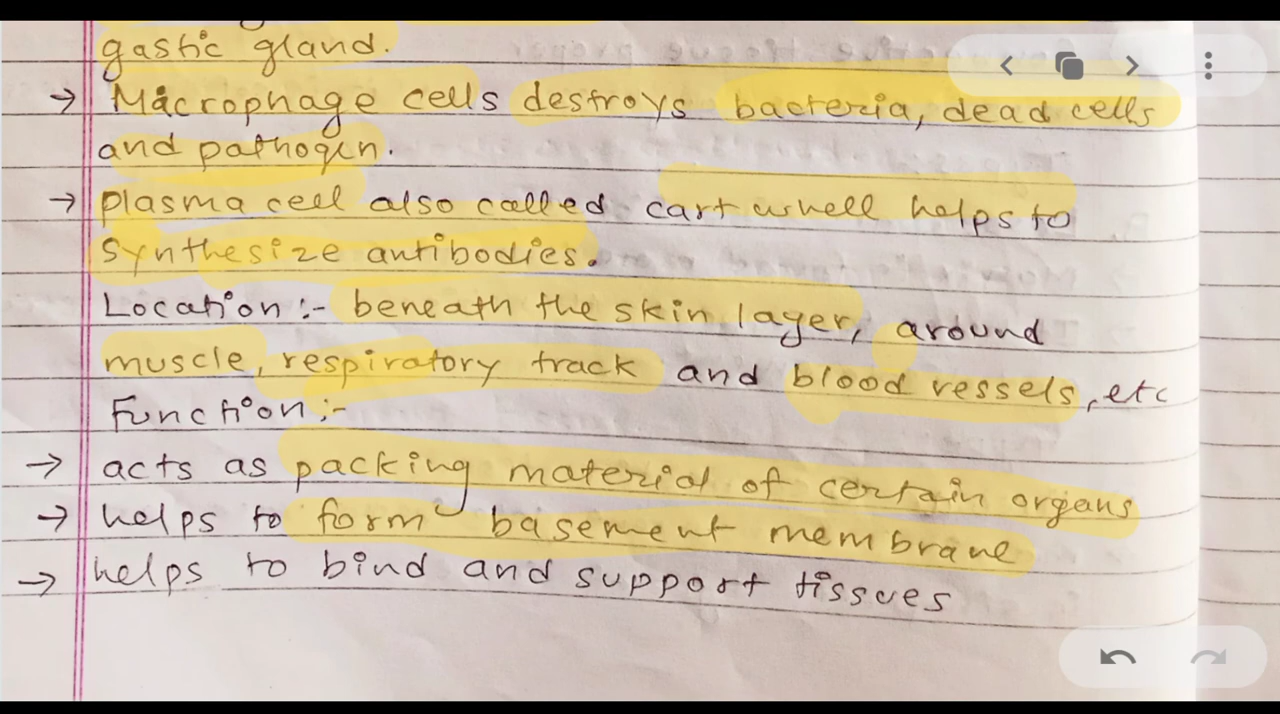 gastic gland.
→ Macrophage cells destroys bacteria, dead cells
and pathogen.
→ plasma cell also called cart wheel helps to
synthesize antibodies.
Location :- beneath the skin layer, around
muscle, respiratory track and blood vessels, etc
Function :-
→ acts as packing material of certain organs
→ helps to form basement membrane
→ helps to bind and support tissues